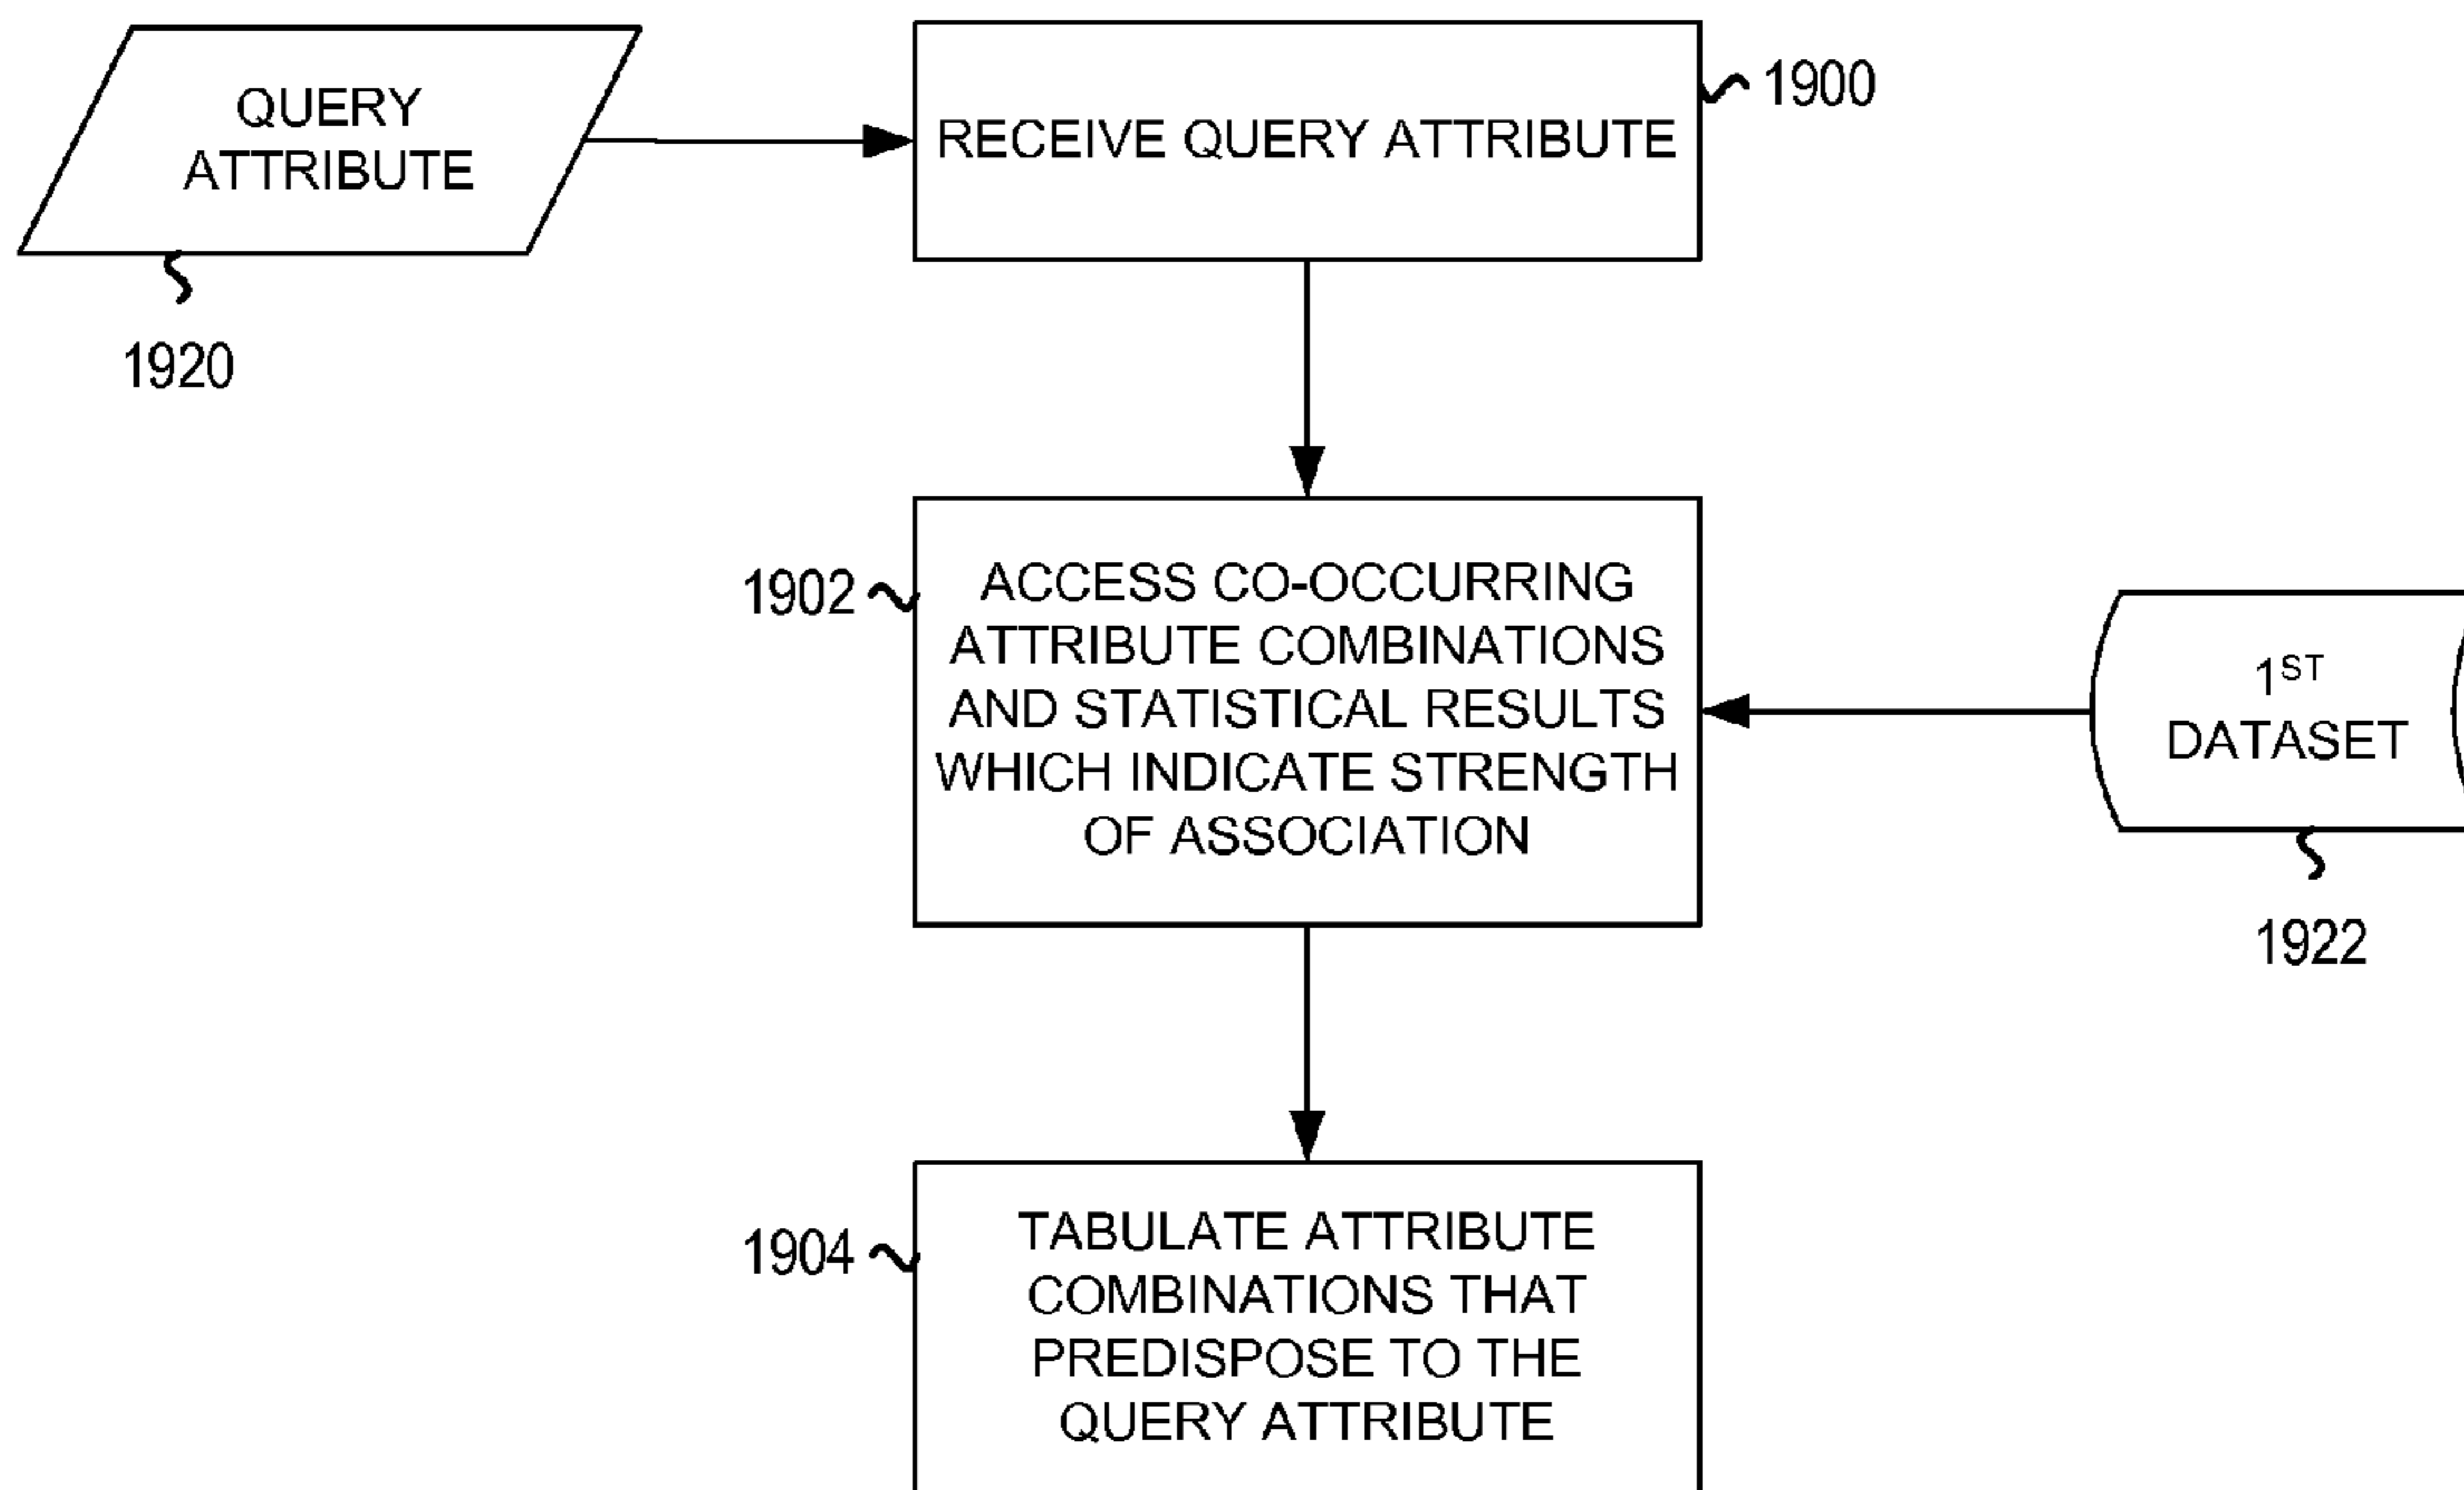 QUERY
ATTRIBUTE
1920
RECEIVE QUERY ATTRIBUTE
1900
1902
ACCESS CO-OCCURRING
ATTRIBUTE COMBINATIONS
AND STATISTICAL RESULTS
WHICH INDICATE STRENGTH
OF ASSOCIATION
1ST
DATASET
1922
1904
TABULATE ATTRIBUTE
COMBINATIONS THAT
PREDISPOSE TO THE
QUERY ATTRIBUTE